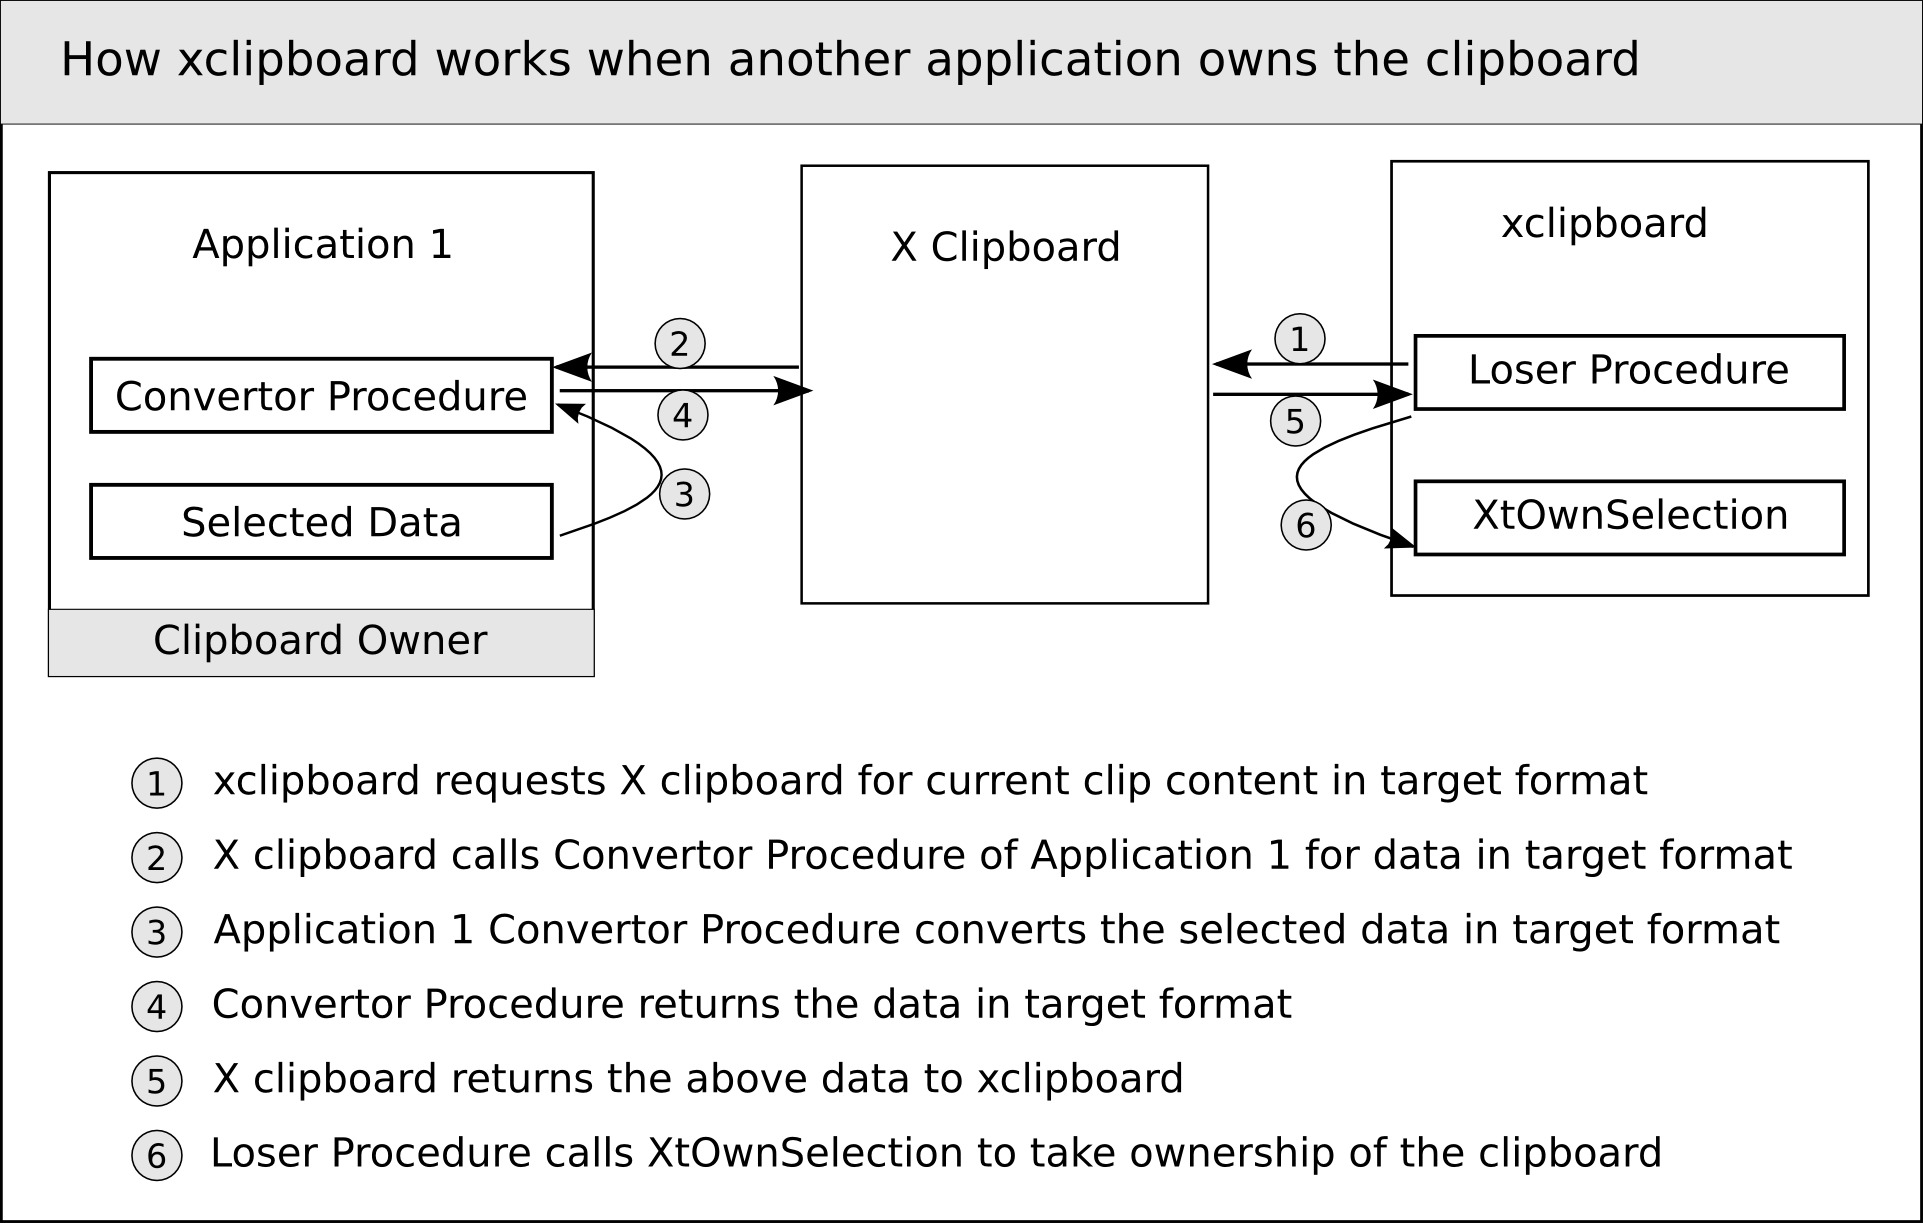 How xclipboard works when another application owns the clipboard
Application 1
X Clipboard
xclipboard
Convertor Procedure
Selected Data
Clipboard Owner
2
4
3
1
5
6
Loser Procedure
XtOwnSelection
1 xclipboard requests X clipboard for current clip content in target format
2 X clipboard calls Convertor Procedure of Application 1 for data in target format
3 Application 1 Convertor Procedure converts the selected data in target format
4 Convertor Procedure returns the data in target format
5 X clipboard returns the above data to xclipboard
6 Loser Procedure calls XtOwnSelection to take ownership of the clipboard